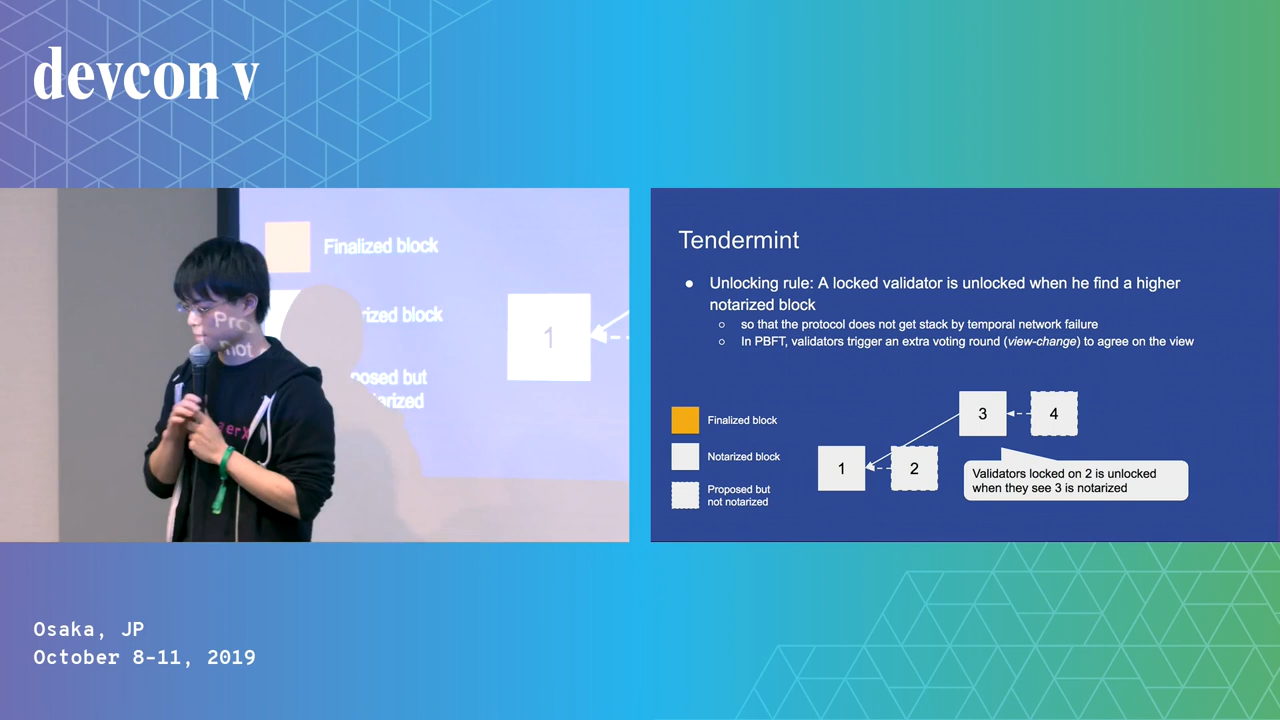 devcon v
Finalized block
rized block
posed but
arized
1
Pro
not
Tendermint
Unlocking rule: A locked validator is unlocked when he find a higher
notarized block
so that the protocol does not get stack by temporal network failure
In PBFT, validators trigger an extra voting round (view-change) to agree on the view
Finalized block
Notarized block
Proposed but
not notarized
1
2
3
4
Validators locked on 2 is unlocked
when they see 3 is notarized
Osaka, JP
October 8-11, 2019